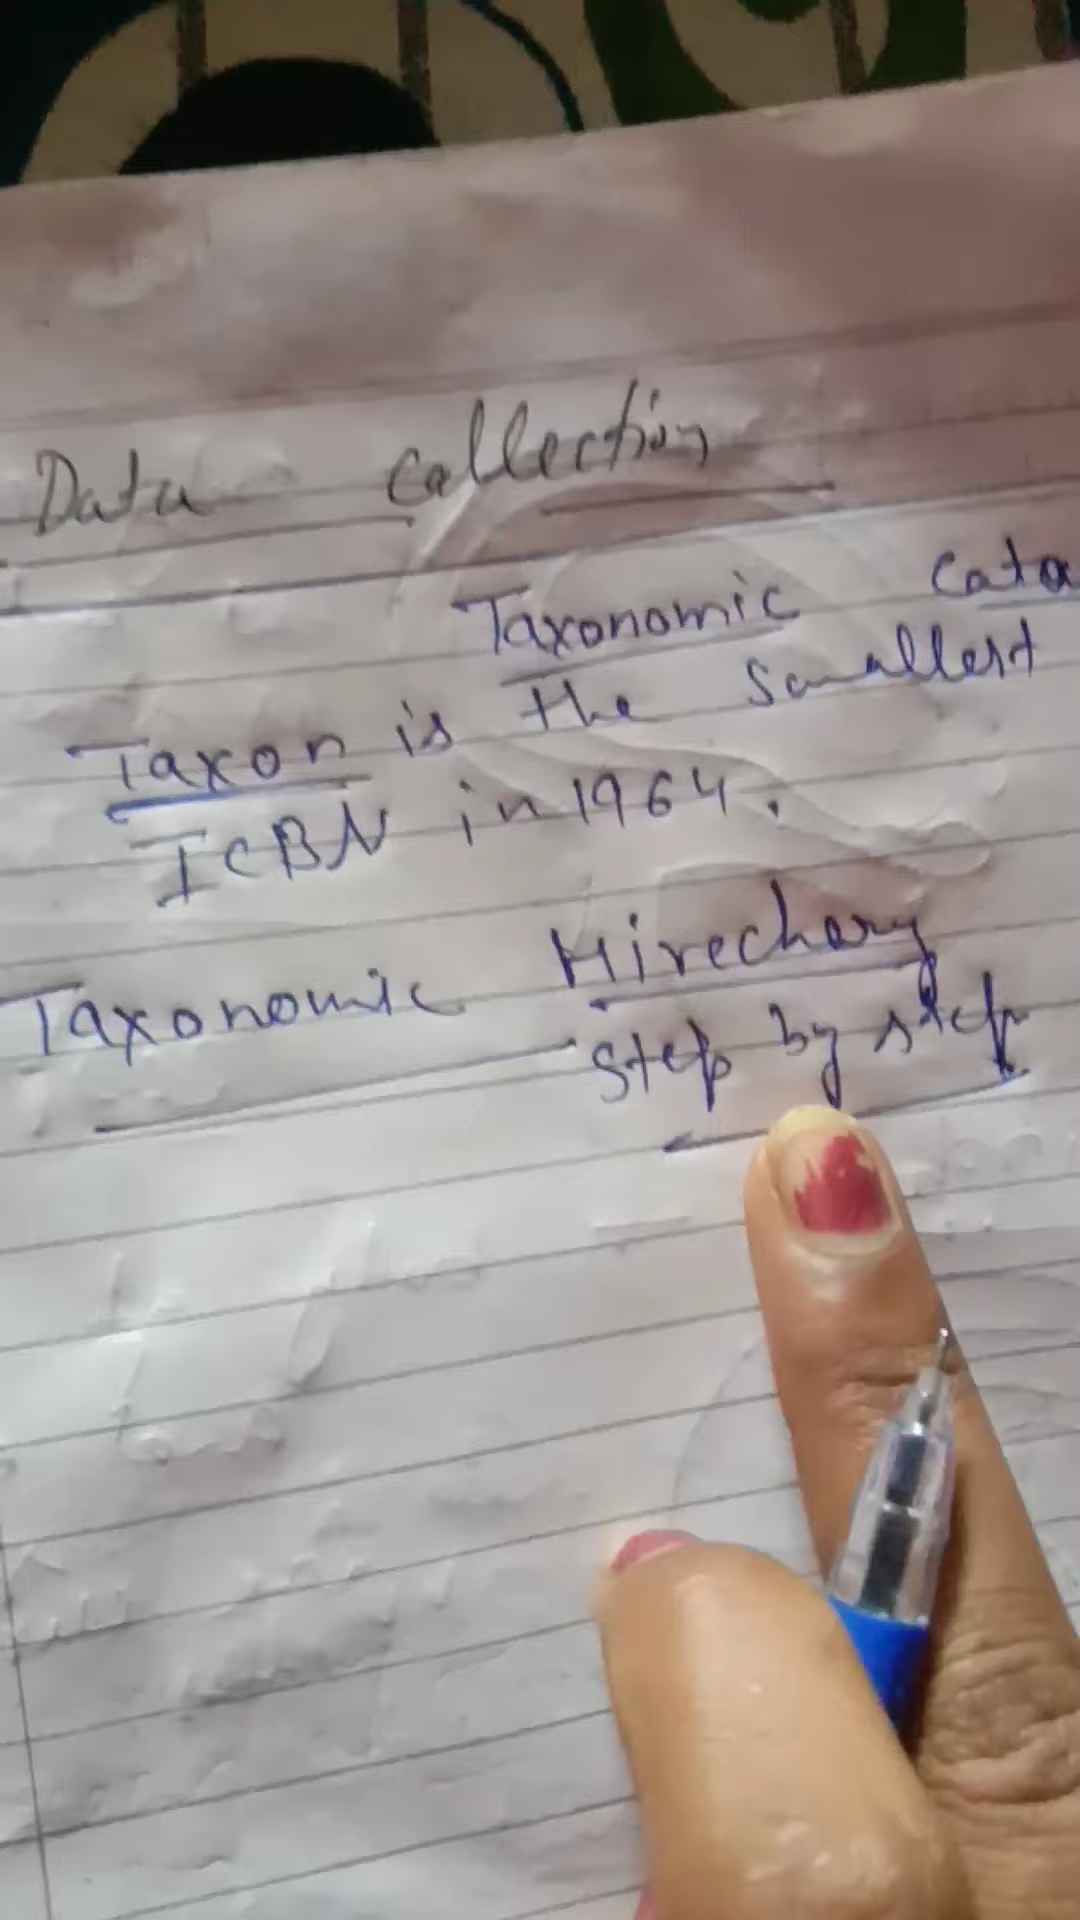 Data collection
Taxonomic Cata
Taxon is the smallest
ICBN in 1964.
Taxonomic Hirechary
Step by step